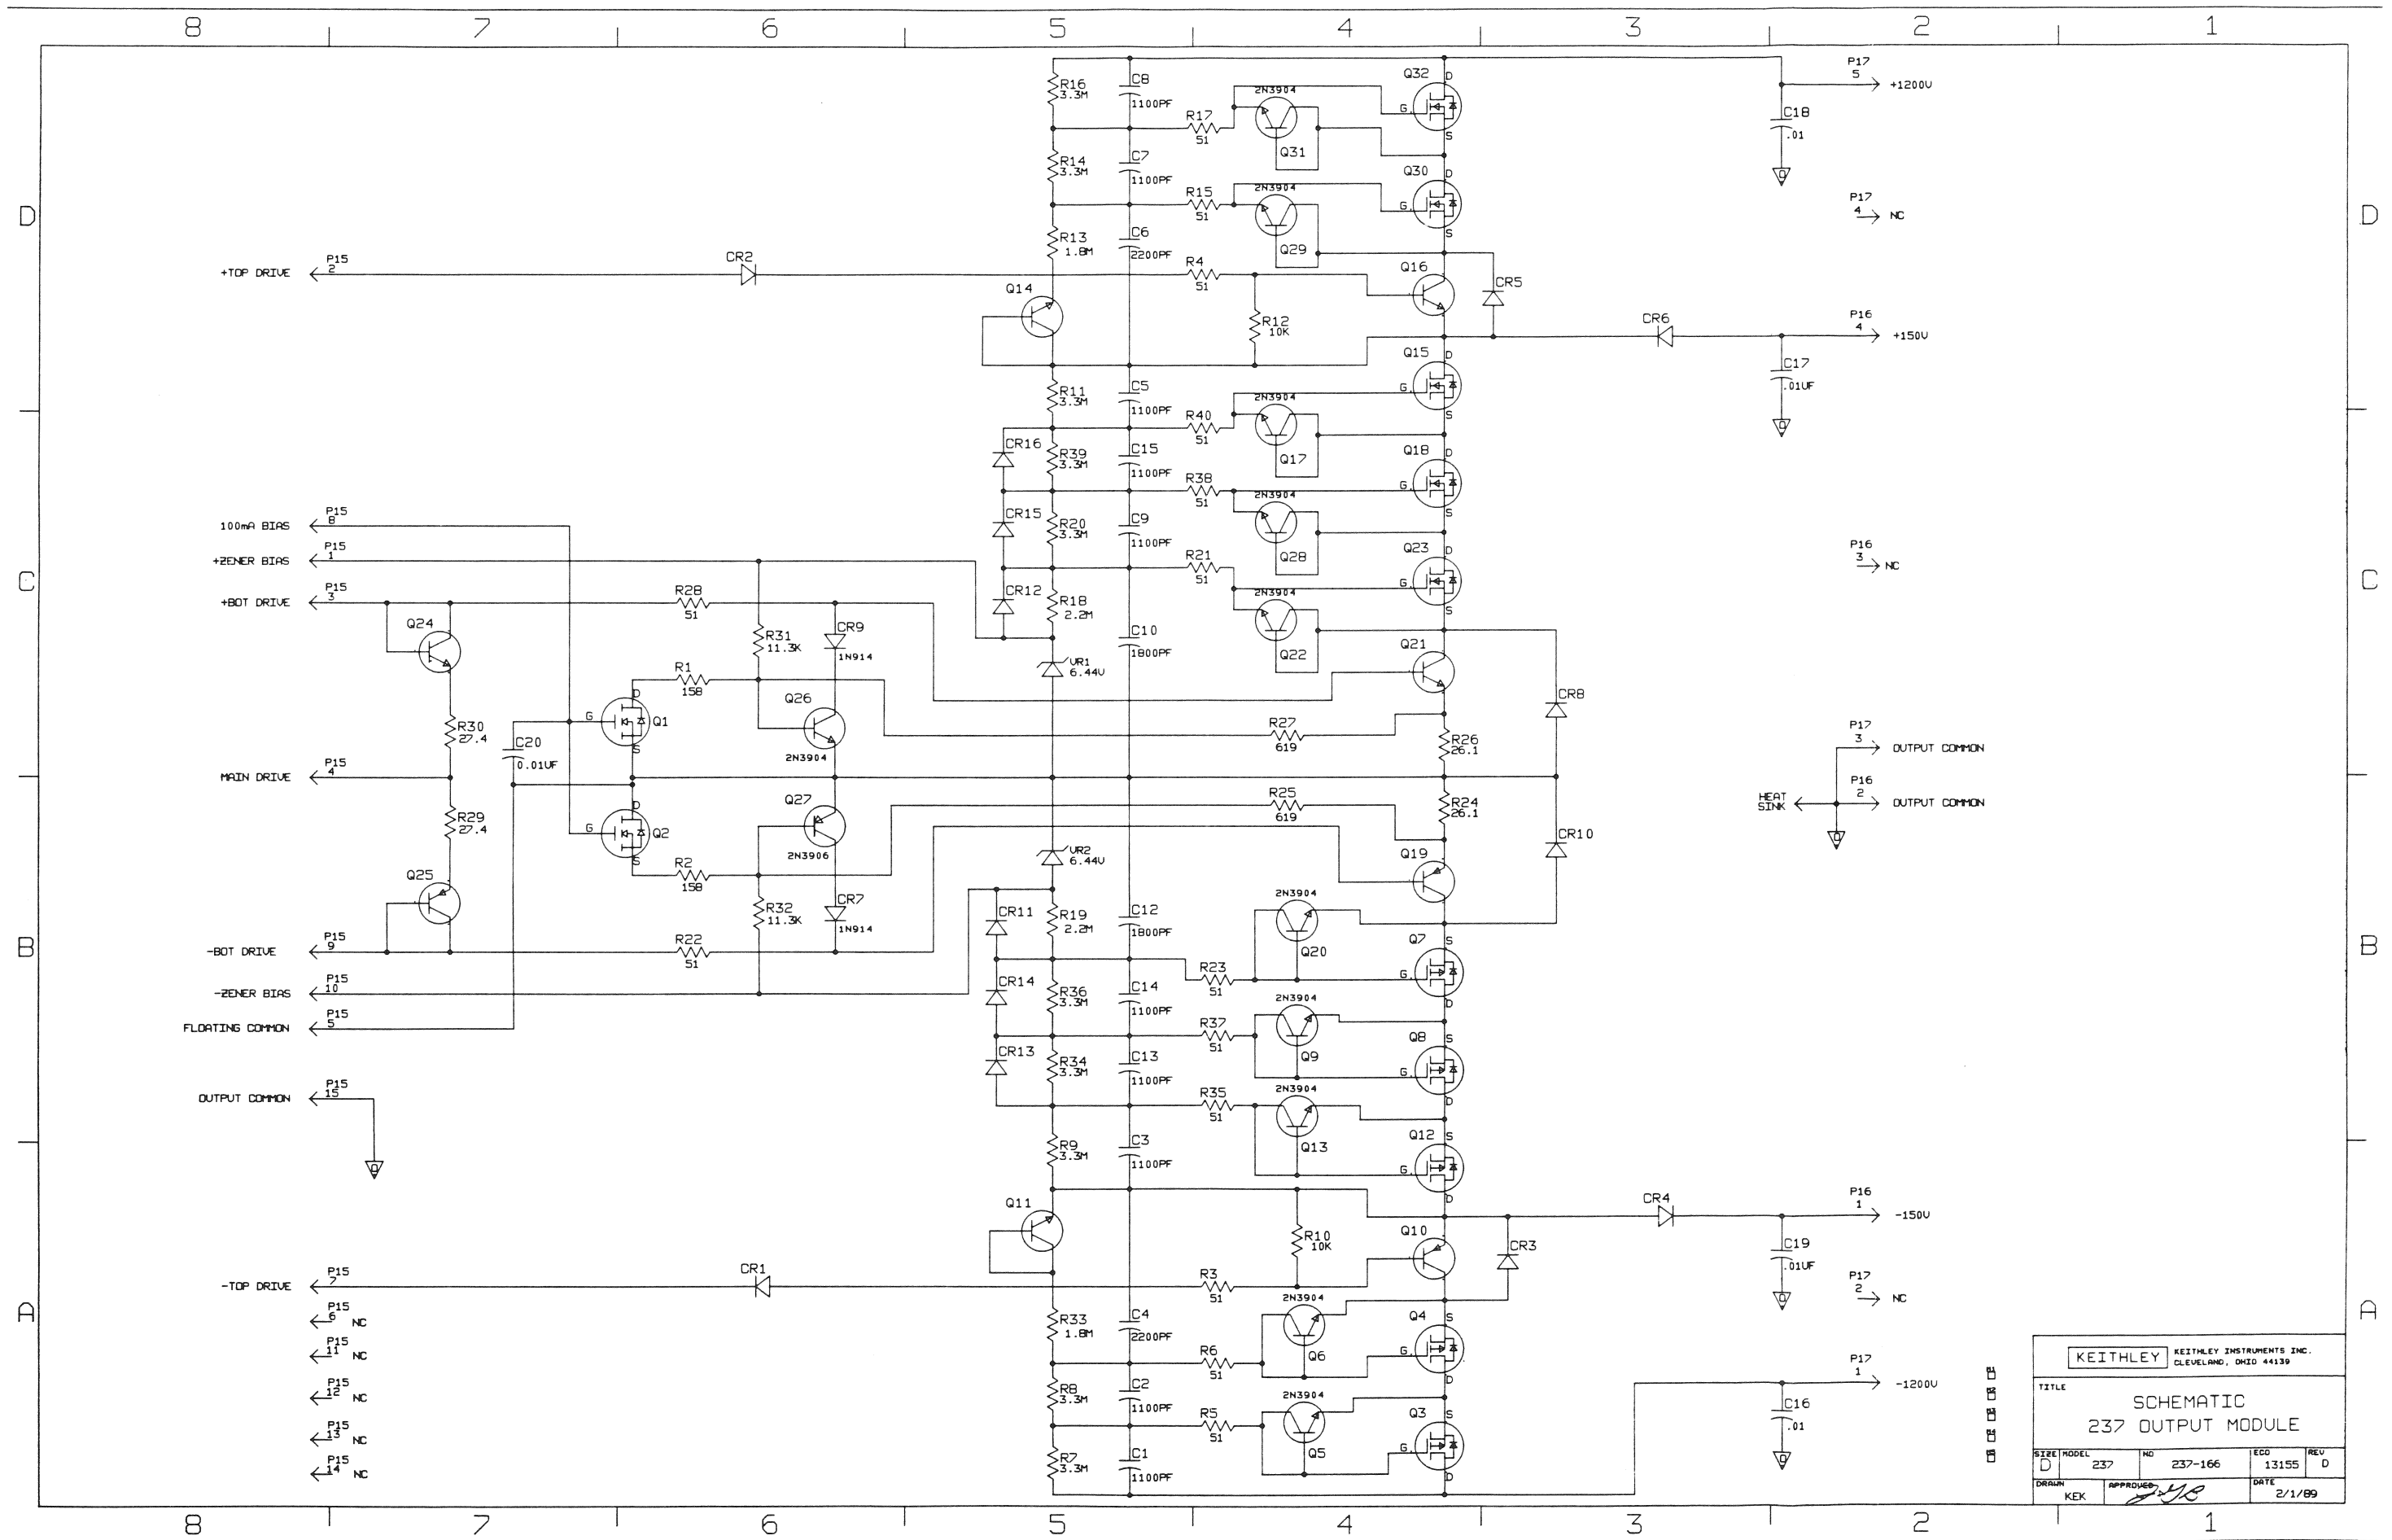 8 7 6 5 4 3 2 1
D
C
B
A
D
C
B
A
+TOP DRIVE P15 2
100mA BIAS P15 8
+ZENER BIAS P15 1
+BOT DRIVE P15 3
MAIN DRIVE P15 4
-BOT DRIVE P15 9
-ZENER BIAS P15 10
FLOATING COMMON P15 5
OUTPUT COMMON P15 15
-TOP DRIVE P15 7
P15 6 NC
P15 11 NC
P15 12 NC
P15 13 NC
P15 14 NC
CR2
CR1
Q24
R30
27.4
R29
27.4
Q25
C20
0.01UF
G D S Q1
G D S Q2
R28
51
R1
158
R2
158
R22
51
R31
11.3K
R32
11.3K
CR9
1N914
Q26
2N3904
Q27
2N3906
CR7
1N914
R16
3.3M
R14
3.3M
R13
1.8M
Q14
R11
3.3M
R39
3.3M
R20
3.3M
R18
2.2M
CR16
CR15
CR12
VR1
6.44V
VR2
6.44V
R19
2.2M
R36
3.3M
R34
3.3M
R9
3.3M
CR11
CR14
CR13
Q11
R33
1.8M
R8
3.3M
R7
3.3M
C8
1100PF
C7
1100PF
C6
2200PF
C5
1100PF
C15
1100PF
C9
1100PF
C10
1800PF
C12
1800PF
C14
1100PF
C13
1100PF
C3
1100PF
C4
2200PF
C2
1100PF
C1
1100PF
R17
51
R15
51
R4
51
R12
10K
R40
51
R38
51
R21
51
R27
619
R25
619
R23
51
R37
51
R35
51
R10
10K
R3
51
R6
51
R5
51
2N3904
Q31
2N3904
Q29
2N3904
Q17
2N3904
Q28
2N3904
Q22
2N3904
Q20
2N3904
Q9
2N3904
Q13
2N3904
Q6
2N3904
Q5
Q32 D G S
Q30 D G S
Q16
CR5
Q15 D G S
Q18 D G S
Q23 D G S
Q21
R26
26.1
R24
26.1
Q19
CR8
CR10
Q7 S G D
Q8 S G D
Q12 S G D
Q10
CR3
Q4 S G D
Q3 S G D
CR6
CR4
C18
.01
C17
.01UF
C19
.01UF
C16
.01
P17 5 +1200V
P17 4 NC
P16 4 +150V
P16 3 NC
P17 3 OUTPUT COMMON
P16 2 OUTPUT COMMON
HEAT
SINK
P16 1 -150V
P17 2 NC
P17 1 -1200V
KEITHLEY
KEITHLEY INSTRUMENTS INC.
CLEVELAND, OHIO 44139
TITLE
SCHEMATIC
237 OUTPUT MODULE
SIZE D MODEL 237 NO 237-166 ECO 13155 REV D
DRAWN KEK APPROVED DATE 2/1/89
8 7 6 5 4 3 2 1